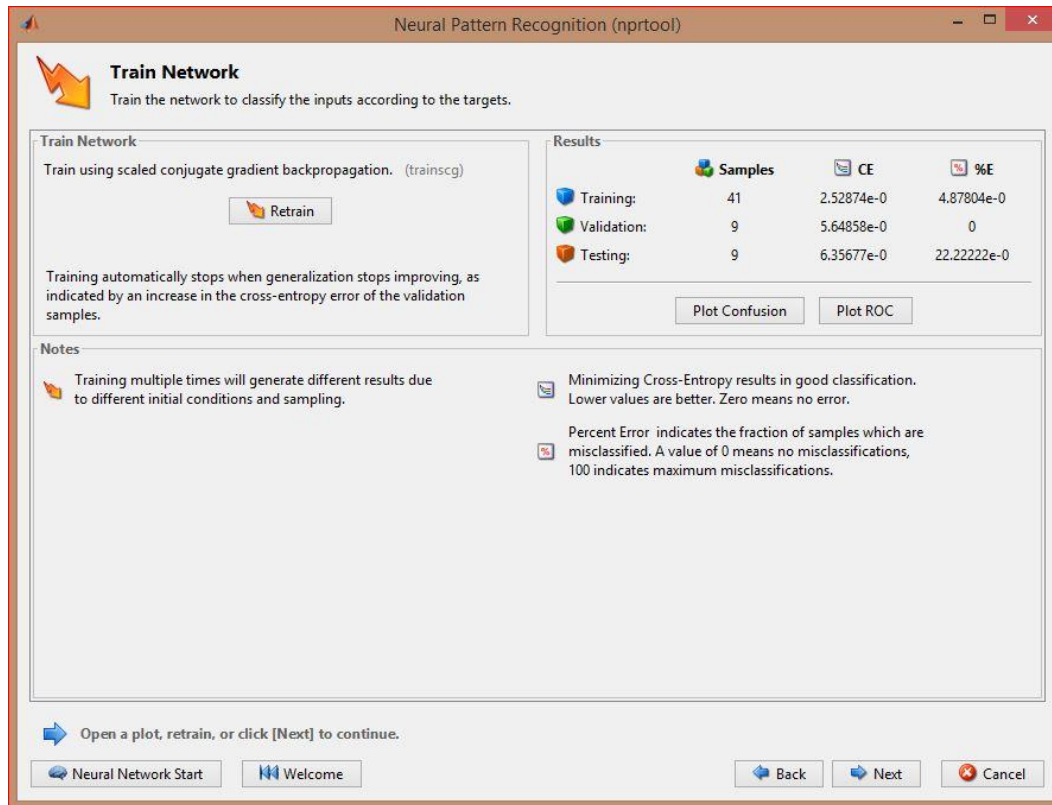 Neural Pattern Recognition (nprtool)
Train Network
Train the network to classify the inputs according to the targets.
Train Network
Train using scaled conjugate gradient backpropagation. (trainscg)
Retrain
Training automatically stops when generalization stops improving, as
indicated by an increase in the cross-entropy error of the validation
samples.
Results
Samples CE %E
Training: 41 2.52874e-0 4.87804e-0
Validation: 9 5.64858e-0 0
Testing: 9 6.35677e-0 22.22222e-0
Plot Confusion Plot ROC
Notes
Training multiple times will generate different results due
to different initial conditions and sampling.
Minimizing Cross-Entropy results in good classification.
Lower values are better. Zero means no error.
Percent Error indicates the fraction of samples which are
misclassified. A value of 0 means no misclassifications,
100 indicates maximum misclassifications.
Open a plot, retrain, or click [Next] to continue.
Neural Network Start Welcome Back Next Cancel